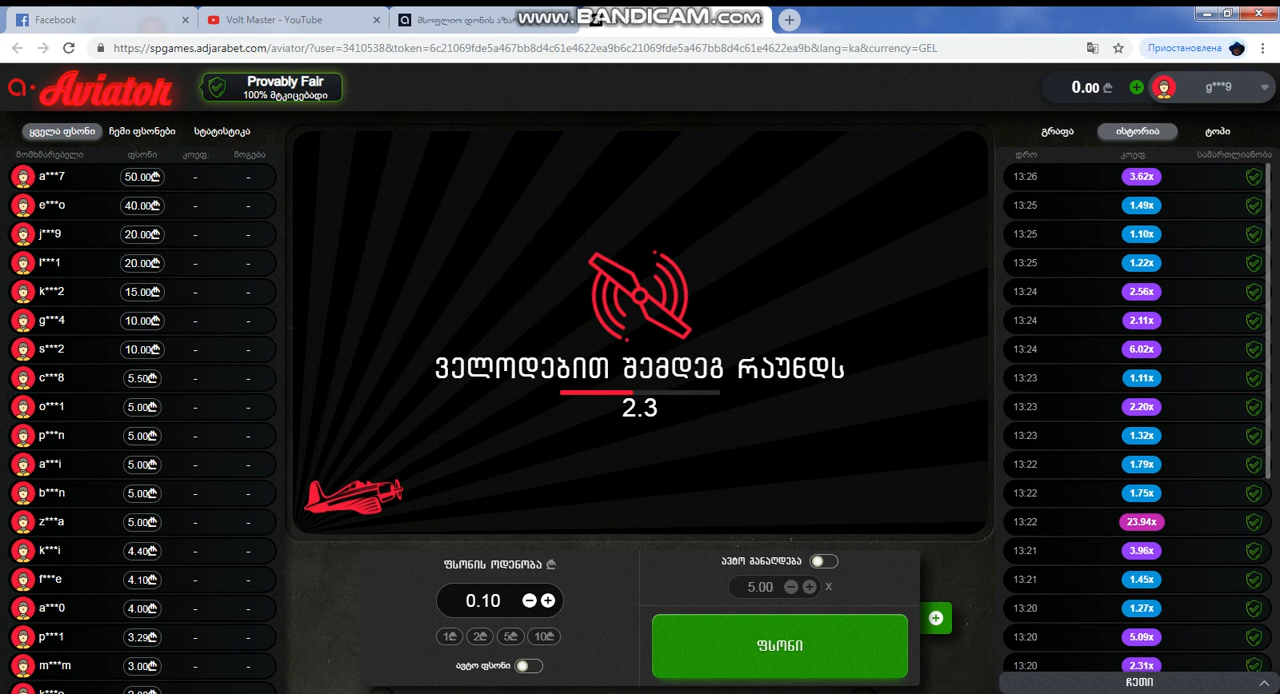 Facebook
Volt Master - YouTube
www.BANDICAM.com
https://spgames.adjarabet.com/aviator/?user=3410538&token=6c21069fde5a467bb8d4c61e4622ea9b6c21069fde5a467bb8d4c61e4622ea9b&lang=ka&currency=GEL
Приостановлена
a Aviator
Provably Fair
100% მტკიცებადი
0.00 ₾
g***9
ყველა ფსონი ჩემი ფსონები სტატისტიკა
მომხმარებელი ფსონი კოეფ. მოგება
a***7 50.00₾ - -
e***o 40.00₾ - -
j***9 20.00₾ - -
l***1 20.00₾ - -
k***2 15.00₾ - -
g***4 10.00₾ - -
s***2 10.00₾ - -
c***8 5.50₾ - -
o***1 5.00₾ - -
p***n 5.00₾ - -
a***i 5.00₾ - -
b***n 5.00₾ - -
z***a 5.00₾ - -
k***i 4.40₾ - -
f***e 4.10₾ - -
a***0 4.00₾ - -
p***1 3.29₾ - -
m***m 3.00₾ - -
ველოდებით შემდეგ რაუნდს
2.3
ფსონის ოდენობა ₾
0.10
1₾ 2₾ 5₾ 10₾
ავტო ფსონი
ავტო განაღდება
5.00 x
ფსონი
გრაფა ისტორია ტოპი
დრო კოეფ. სამართლიანობა
13:26 3.62x
13:25 1.49x
13:25 1.10x
13:25 1.22x
13:24 2.56x
13:24 2.11x
13:24 6.02x
13:23 1.11x
13:23 2.20x
13:23 1.32x
13:22 1.79x
13:22 1.75x
13:22 23.94x
13:21 3.96x
13:21 1.45x
13:20 1.27x
13:20 5.09x
13:20 2.31x
ჩეთი